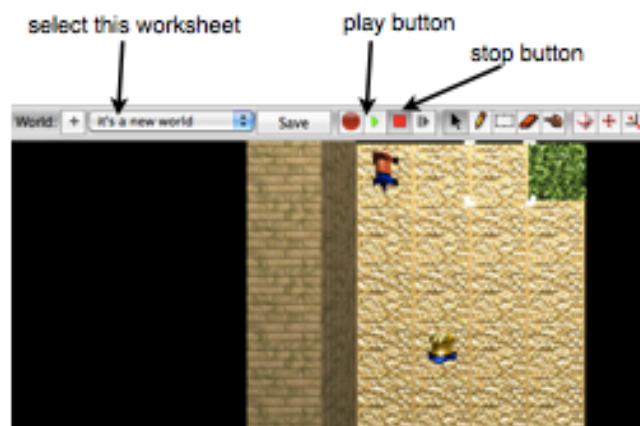 select this worksheet
play button
stop button
World: + it's a new world Save